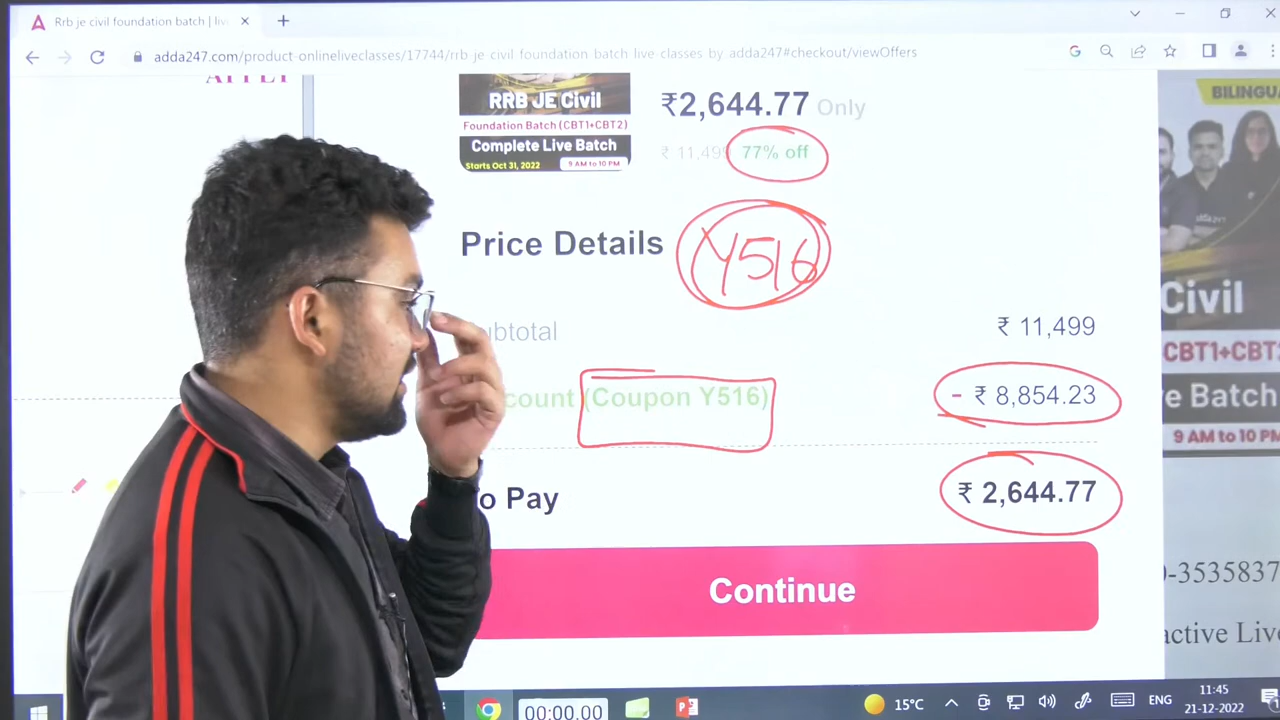 Rrb je civil foundation batch | liv
adda247.com/product-onlineliveclasses/17744/rrb-je-civil foundation batch live-classes by adda247#checkout/viewOffers
APPLY
RRB JE Civil
Foundation Batch (CBT1+CBT2)
Complete Live Batch
Starts Oct 31, 2022
9 AM to 10 PM
₹2,644.77 Only
₹ 11,499 77% off
Price Details
Y516
ubtotal
₹ 11,499
count (Coupon Y516)
- ₹ 8,854.23
o Pay
₹ 2,644.77
Continue
BILINGUA
Civil
CBT1+CBT
e Batch
9 AM to 10 PM
-3535837
active Live
00:00.00
15°C
ENG
11:45
21-12-2022